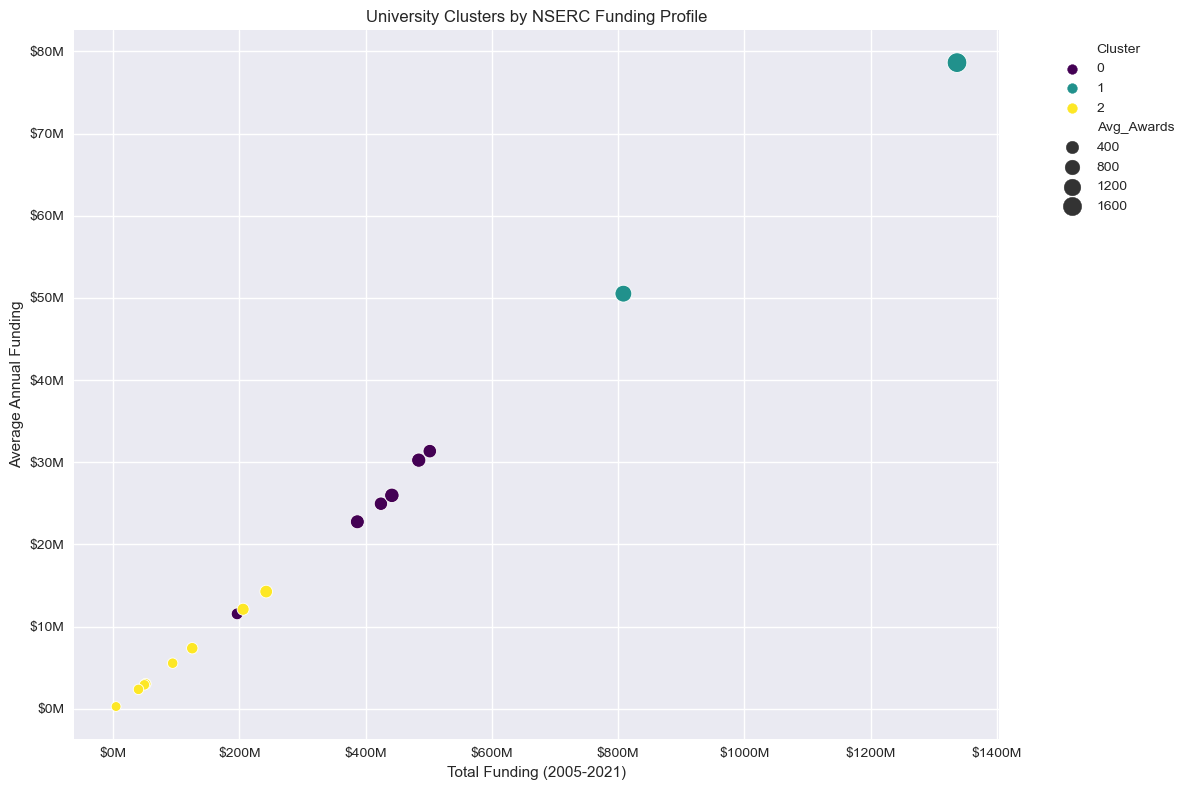 University Clusters by NSERC Funding Profile
$80M
$70M
$60M
$50M
$40M
$30M
$20M
$10M
$0M
Average Annual Funding
$0M
$200M
$400M
$600M
$800M
$1000M
$1200M
$1400M
Total Funding (2005-2021)
Cluster
0
1
2
Avg_Awards
400
800
1200
1600